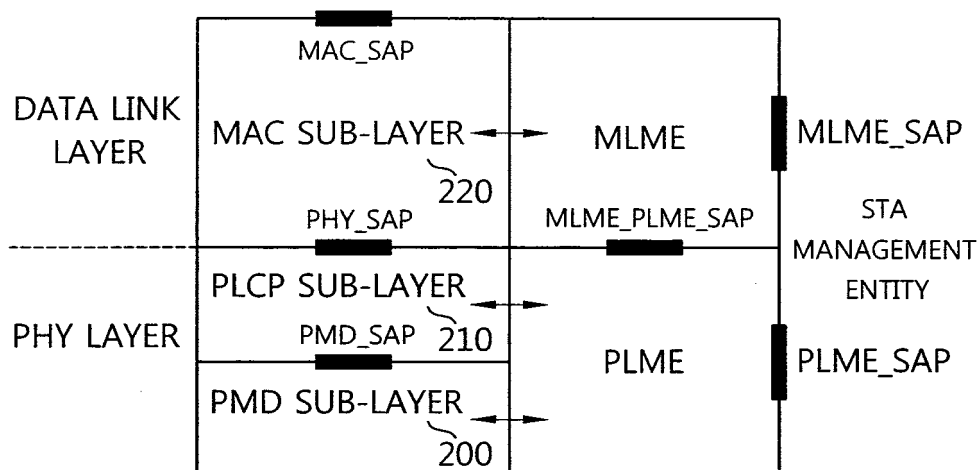 MAC_SAP
DATA LINK
LAYER
MAC SUB-LAYER
MLME
MLME_SAP
220
PHY_SAP
MLME_PLME_SAP
STA
MANAGEMENT
ENTITY
PLCP SUB-LAYER
210
PHY LAYER
PMD_SAP
PLME
PLME_SAP
PMD SUB-LAYER
200